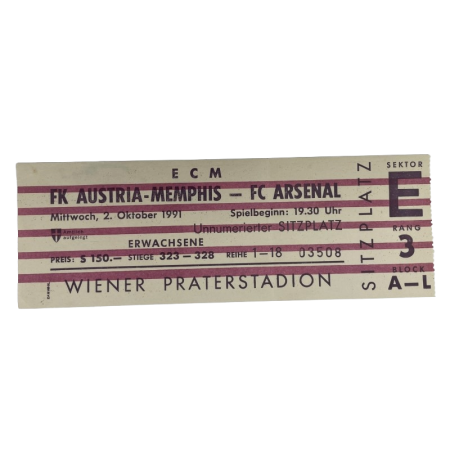 ECM
FK AUSTRIA-MEMPHIS – FC ARSENAL
Mittwoch, 2. Oktober 1991 Spielbeginn: 19.30 Uhr
Unnumerierter SITZPLATZ
ERWACHSENE
PREIS: S 150.– STIEGE 323 – 328 REIHE 1–18 03508
WIENER PRATERSTADION
SITZPLATZ
SEKTOR
E
RANG
3
BLOCK
A–L